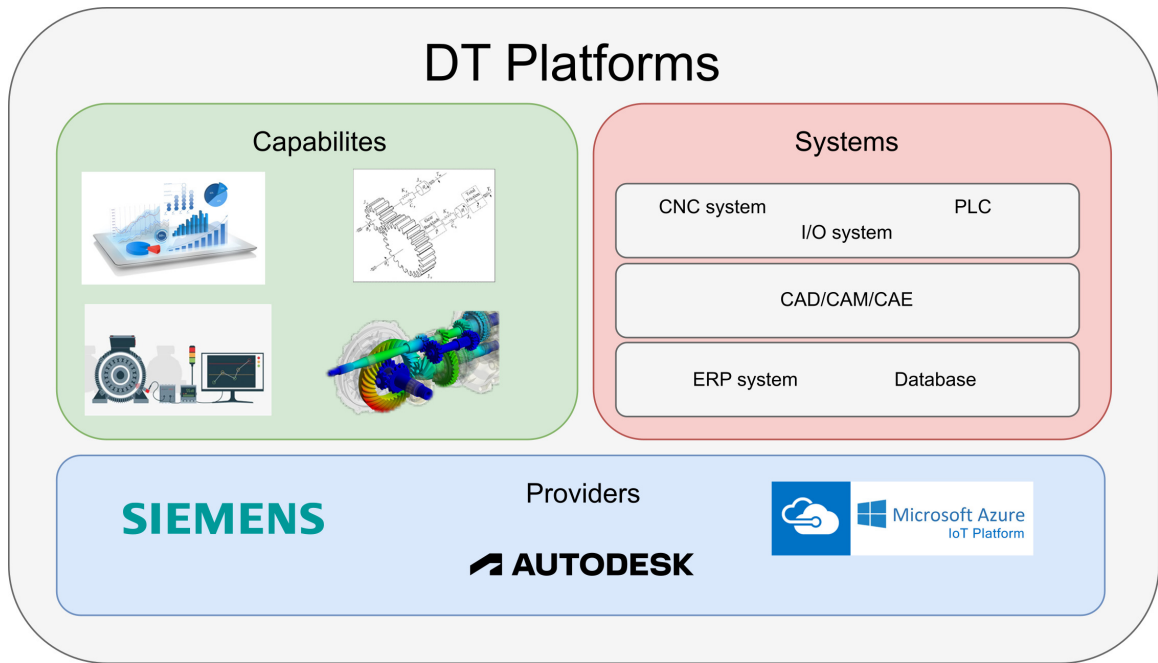 DT Platforms
Capabilites
Systems
CNC system
PLC
I/O system
CAD/CAM/CAE
ERP system
Database
Providers
SIEMENS
Microsoft Azure
IoT Platform
AUTODESK